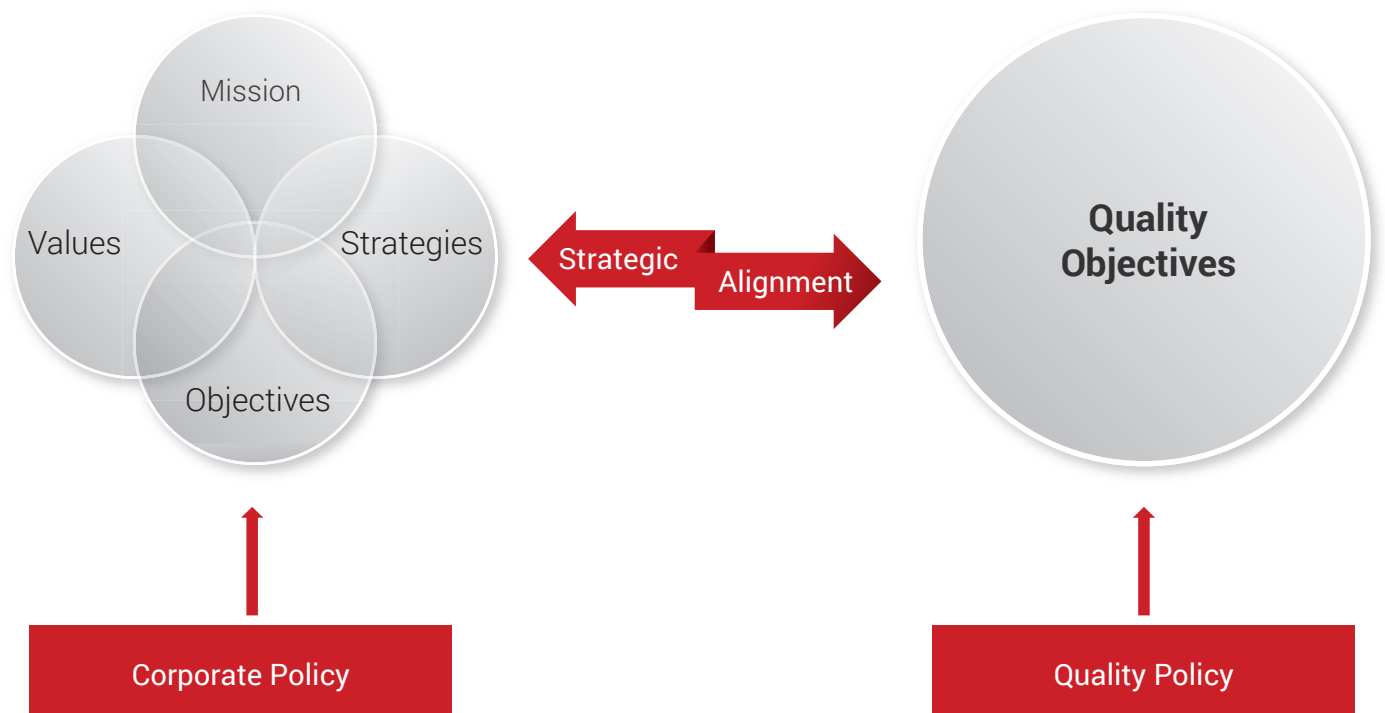 Mission
Values
Strategies
Objectives
Strategic
Alignment
Quality
Objectives
Corporate Policy
Quality Policy